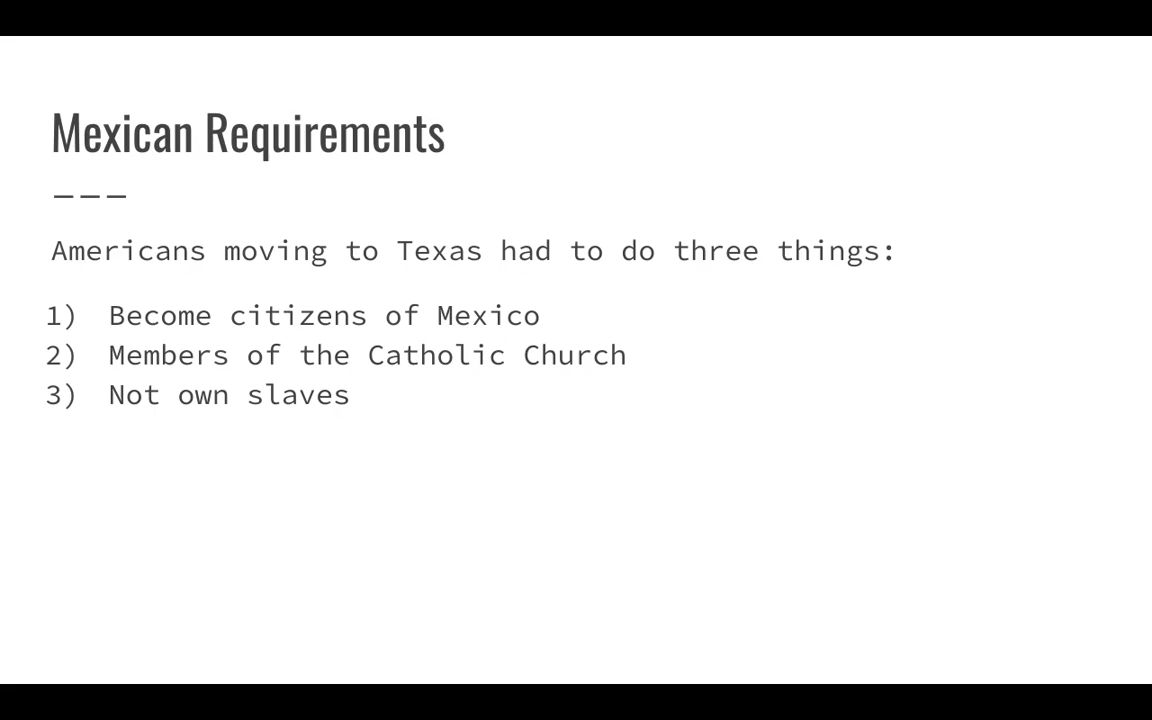 Mexican Requirements
———
Americans moving to Texas had to do three things:
1) Become citizens of Mexico
2) Members of the Catholic Church
3) Not own slaves